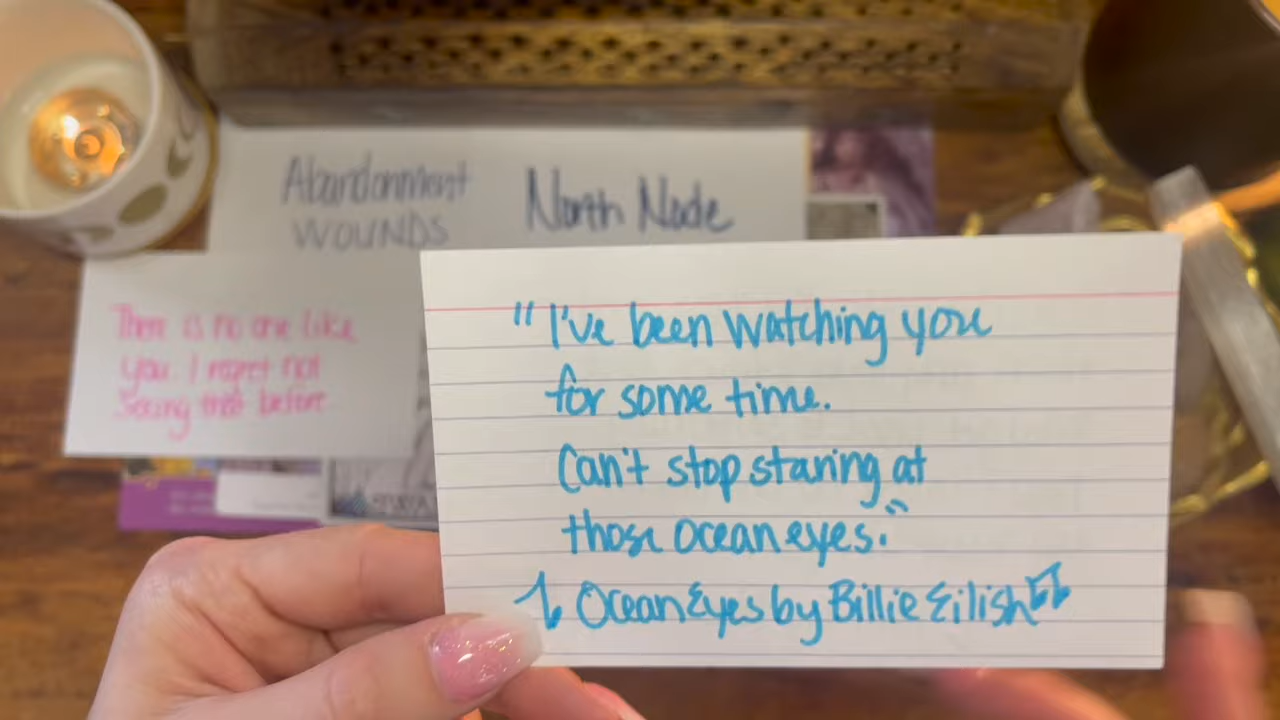 Abandonment
WOUNDS
North Node
There is no one like
you. I regret not
seeing that before.
"I've been watching you
for some time.
Can't stop staring at
those ocean eyes."
Ocean Eyes by Billie Eilish